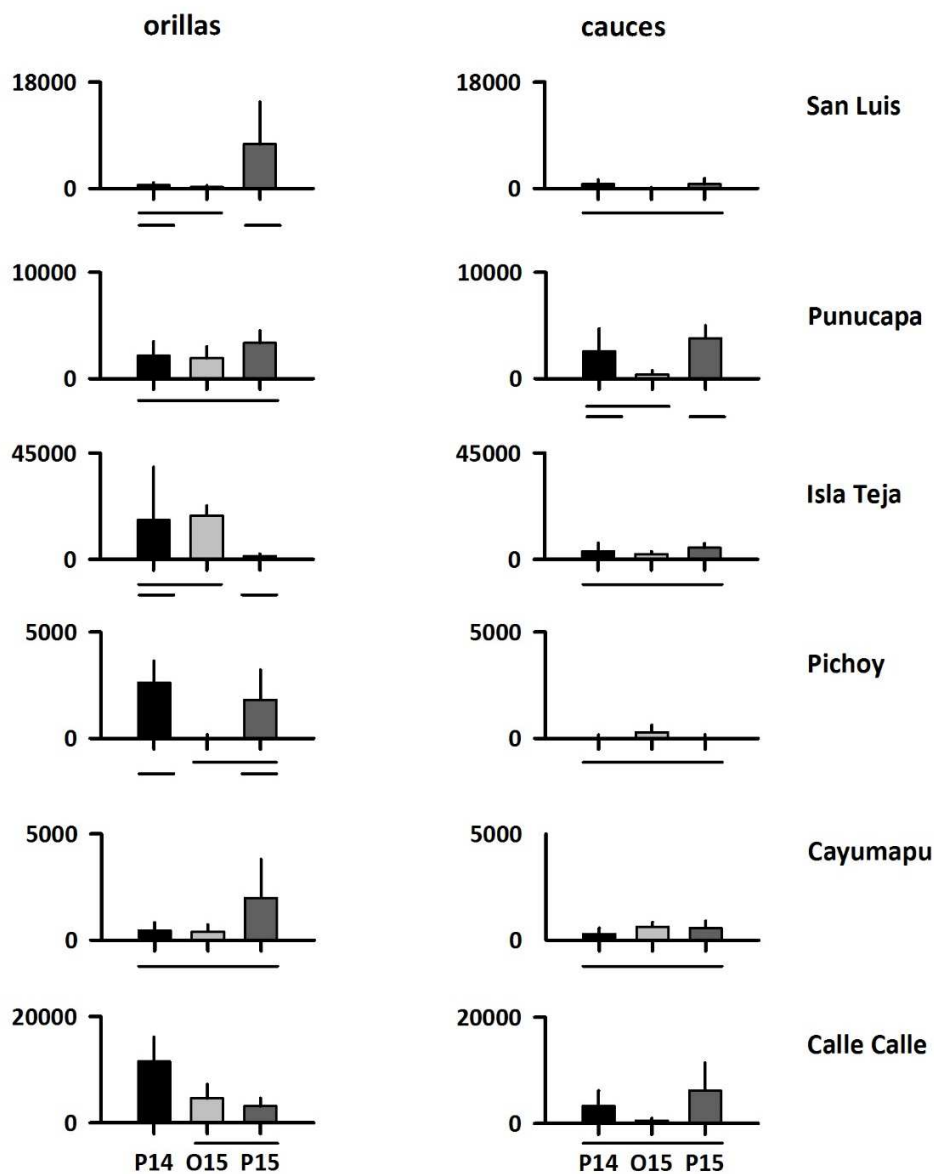 orillas cauces
18000 18000 San Luis
0 0
10000 10000 Punucapa
0 0
45000 45000 Isla Teja
0 0
5000 5000 Pichoy
0 0
5000 5000 Cayumapu
0 0
20000 20000 Calle Calle
0 0
P14 O15 P15 P14 O15 P15